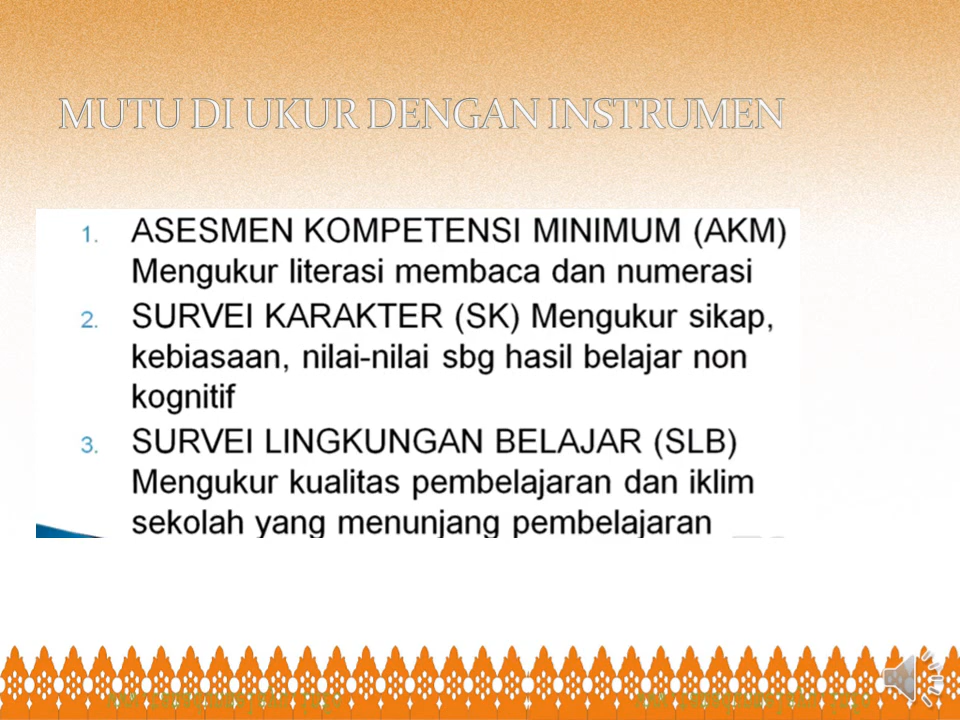 MUTU DI UKUR DENGAN INSTRUMEN
1. ASESMEN KOMPETENSI MINIMUM (AKM)
Mengukur literasi membaca dan numerasi
2. SURVEI KARAKTER (SK) Mengukur sikap,
kebiasaan, nilai-nilai sbg hasil belajar non
kognitif
3. SURVEI LINGKUNGAN BELAJAR (SLB)
Mengukur kualitas pembelajaran dan iklim
sekolah yang menunjang pembelajaran